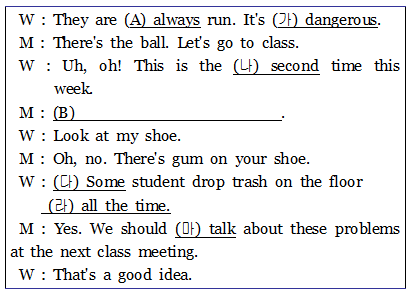 W : They are (A) always run. It's (가) dangerous.
M : There's the ball. Let's go to class.
W : Uh, oh! This is the (나) second time this
week.
M : (B) .
W : Look at my shoe.
M : Oh, no. There's gum on your shoe.
W : (다) Some student drop trash on the floor
(라) all the time.
M : Yes. We should (마) talk about these problems
at the next class meeting.
W : That's a good idea.